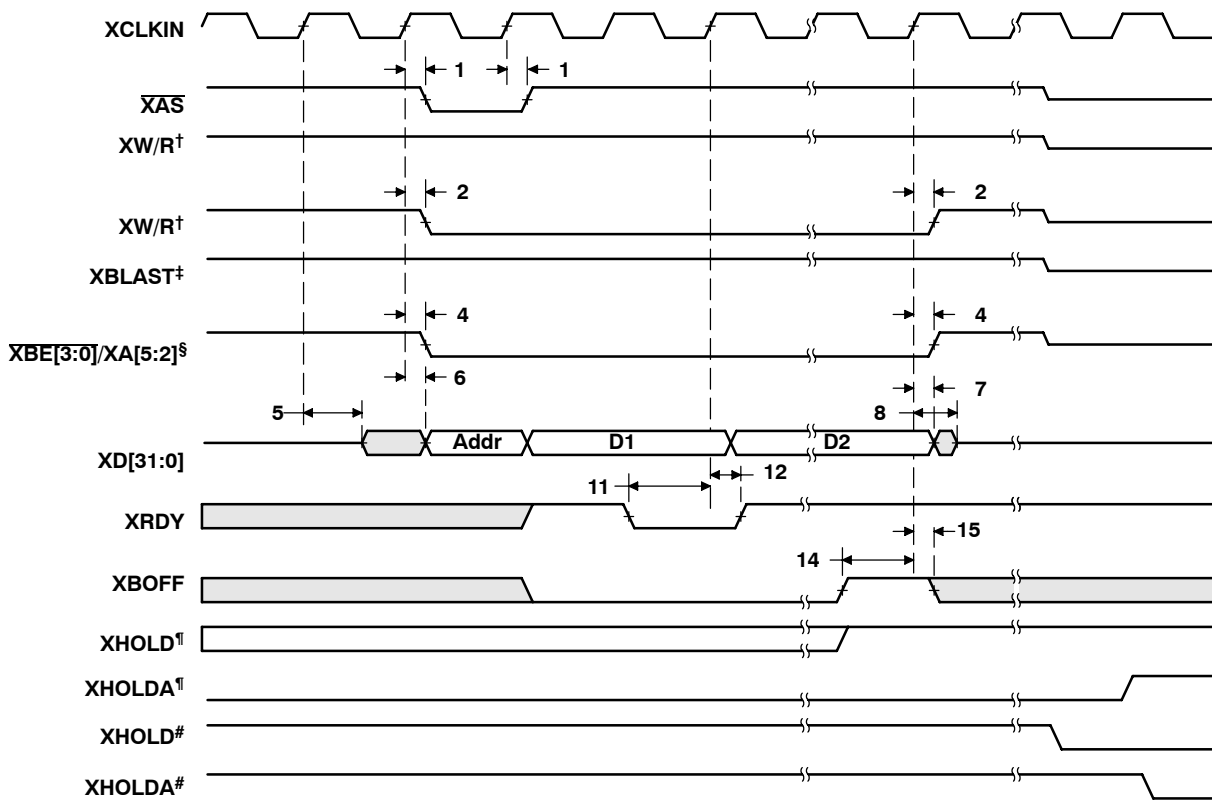 XCLKIN
1 1
XAS
XW/R†
2 2
XW/R†
XBLAST‡
4 4
XBE[3:0]/XA[5:2]§
6 7
5 8
Addr D1 D2
XD[31:0]
11 12
XRDY
15
14
XBOFF
XHOLD¶
XHOLDA¶
XHOLD#
XHOLDA#